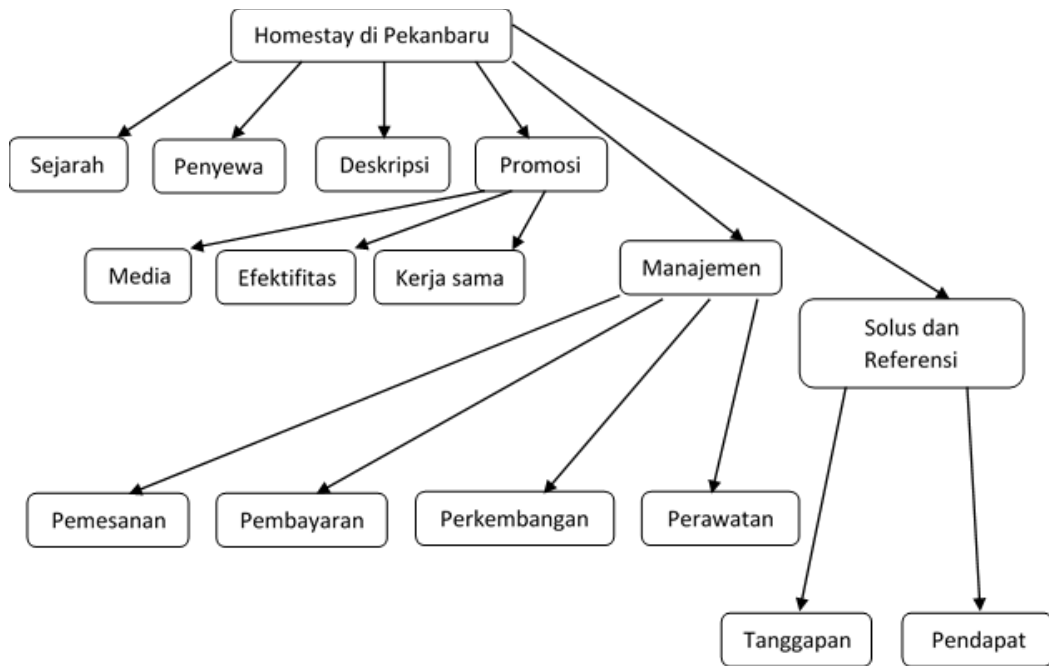 Homestay di Pekanbaru
Sejarah
Penyewa
Deskripsi
Promosi
Media
Efektifitas
Kerja sama
Manajemen
Solus dan
Referensi
Pemesanan
Pembayaran
Perkembangan
Perawatan
Tanggapan
Pendapat